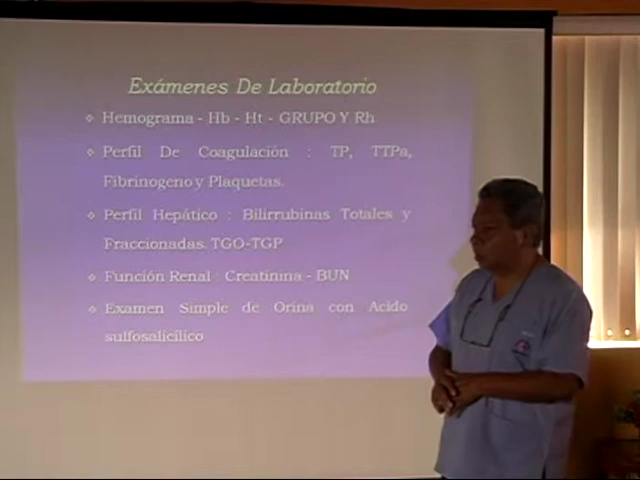 Exámenes De Laboratorio
❖ Hemograma - Hb - Ht - GRUPO Y Rh
❖ Perfil De Coagulación : TP, TTPa,
Fibrinogeno y Plaquetas.
❖ Perfil Hepático : Bilirrubinas Totales y
Fraccionadas. TGO-TGP
❖ Función Renal : Creatinina - BUN
❖ Examen Simple de Orina con Acido
sulfosalicílico